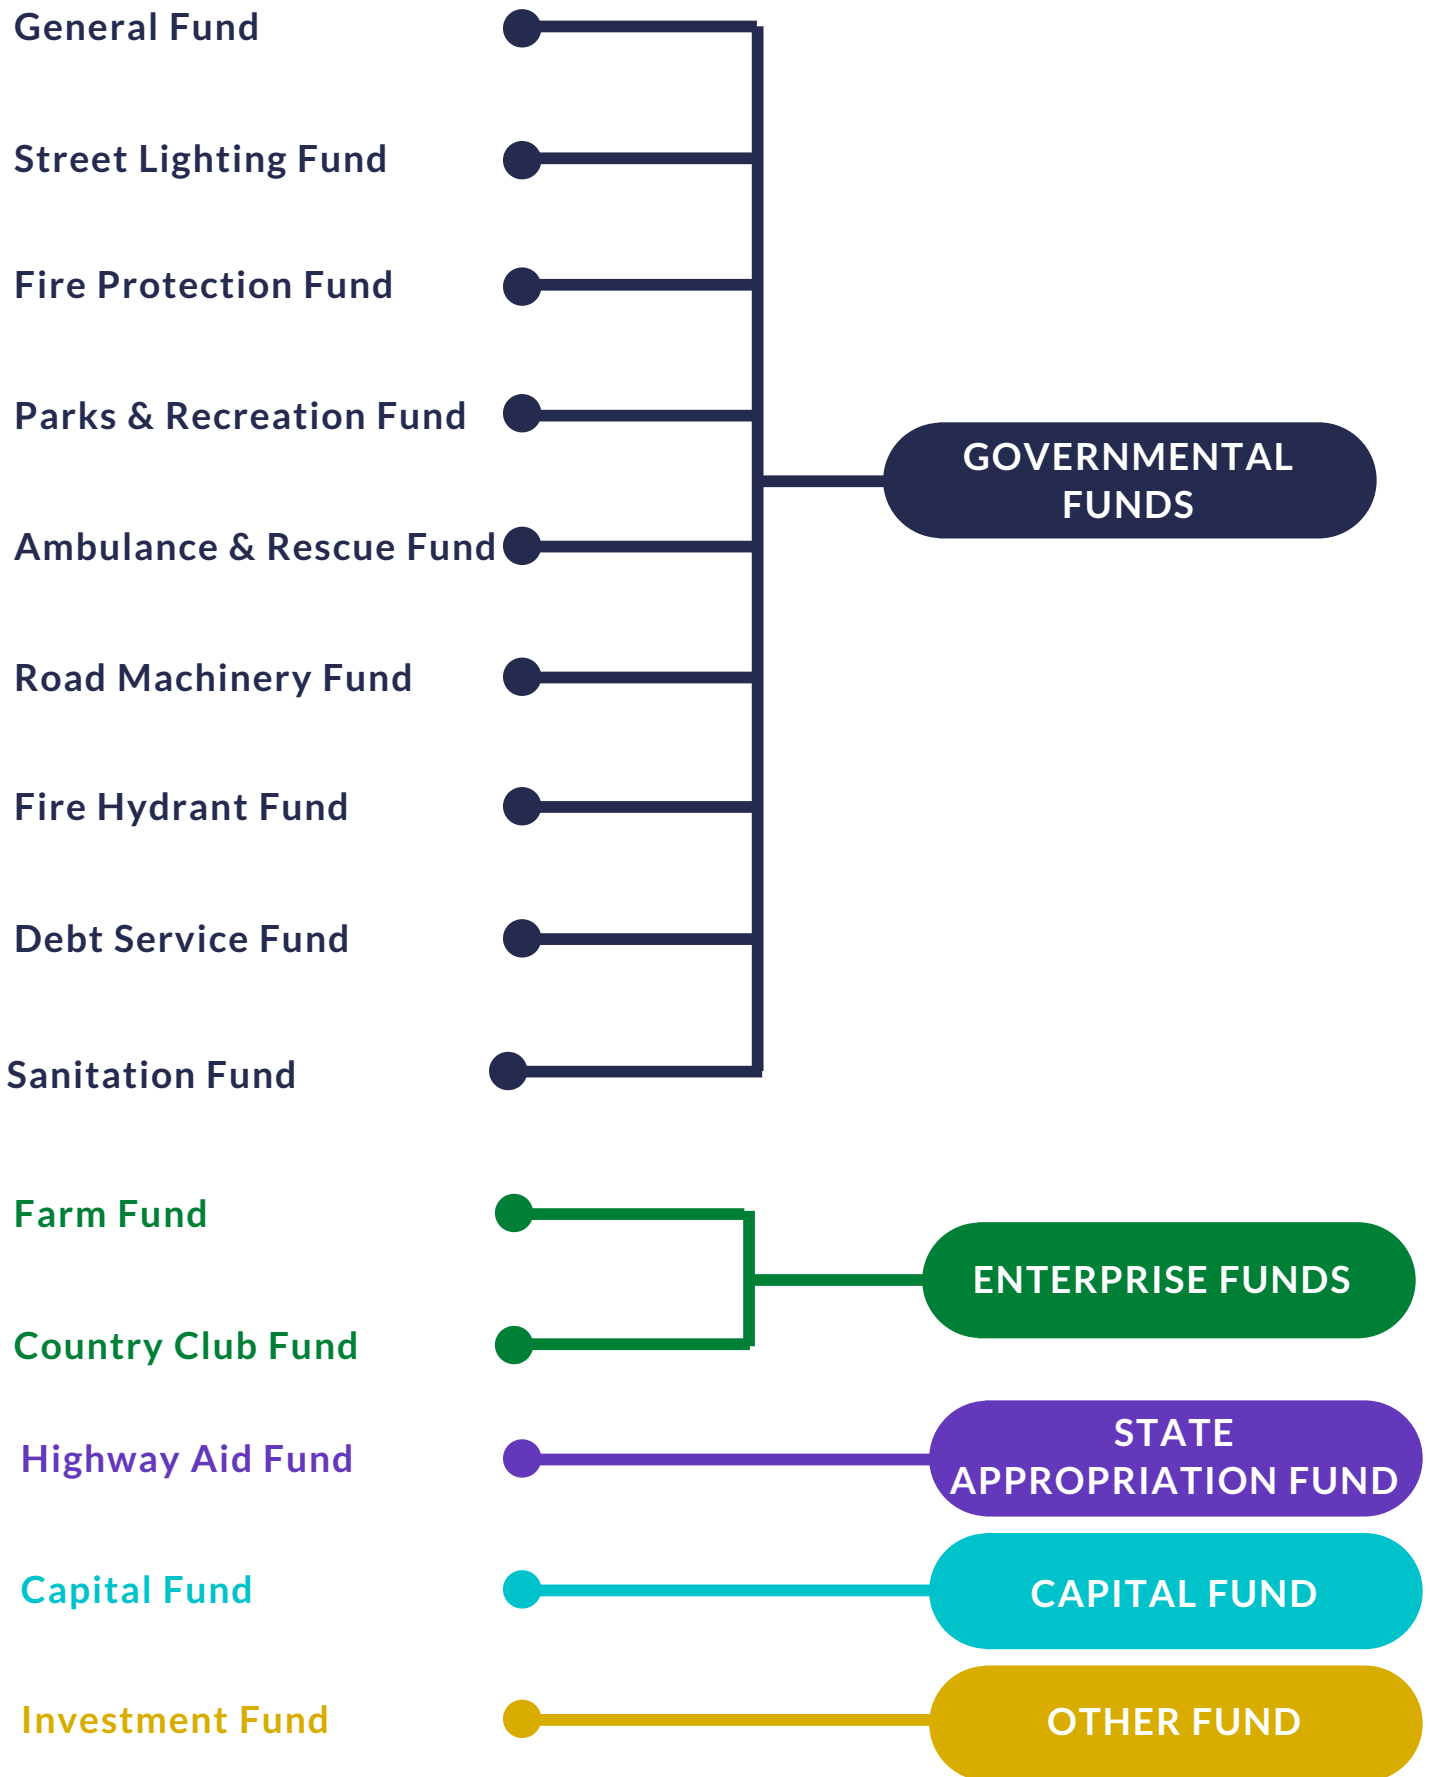 General Fund
Street Lighting Fund
Fire Protection Fund
Parks & Recreation Fund
GOVERNMENTAL
FUNDS
Ambulance & Rescue Fund
Road Machinery Fund
Fire Hydrant Fund
Debt Service Fund
Sanitation Fund
Farm Fund
ENTERPRISE FUNDS
Country Club Fund
Highway Aid Fund
STATE
APPROPRIATION FUND
Capital Fund
CAPITAL FUND
Investment Fund
OTHER FUND